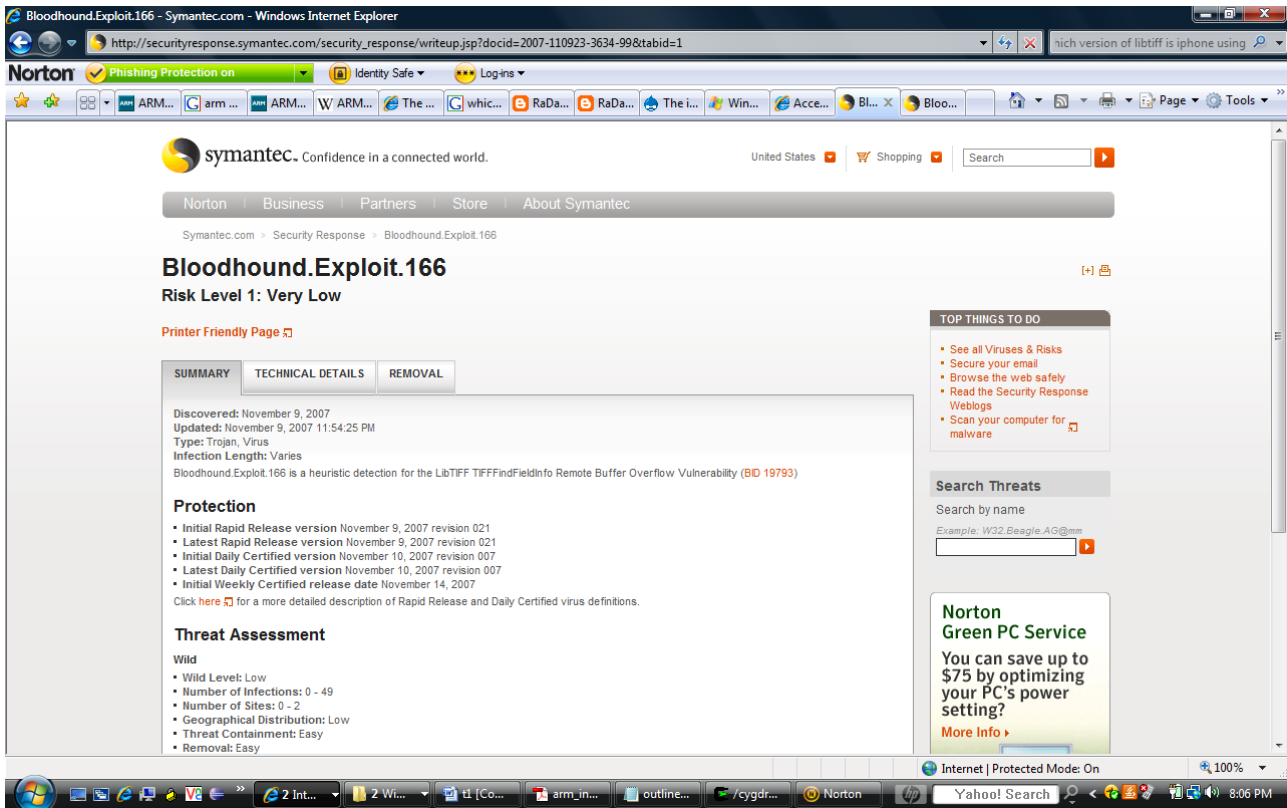 Bloodhound.Exploit.166 - Symantec.com - Windows Internet Explorer
http://securityresponse.symantec.com/security_response/writeup.jsp?docid=2007-110923-3634-99&tabid=1
hich version of libtiff is iphone using
Norton Phishing Protection on Identity Safe Log-ins
ARM... arm ... ARM... ARM... The ... whic... RaDa... RaDa... The i... Win... Acce... Bl... Bloo... Page Tools
symantec. Confidence in a connected world.
United States Shopping Search
Norton Business Partners Store About Symantec
Symantec.com > Security Response > Bloodhound.Exploit.166
Bloodhound.Exploit.166
[+]
Risk Level 1: Very Low
Printer Friendly Page
SUMMARY TECHNICAL DETAILS REMOVAL
Discovered: November 9, 2007
Updated: November 9, 2007 11:54:25 PM
Type: Trojan, Virus
Infection Length: Varies
Bloodhound.Exploit.166 is a heuristic detection for the LibTIFF TIFFFindFieldInfo Remote Buffer Overflow Vulnerability (BID 19793)
Protection
Initial Rapid Release version November 9, 2007 revision 021
Latest Rapid Release version November 9, 2007 revision 021
Initial Daily Certified version November 10, 2007 revision 007
Latest Daily Certified version November 10, 2007 revision 007
Initial Weekly Certified release date November 14, 2007
Click here for a more detailed description of Rapid Release and Daily Certified virus definitions.
Threat Assessment
Wild
Wild Level: Low
Number of Infections: 0 - 49
Number of Sites: 0 - 2
Geographical Distribution: Low
Threat Containment: Easy
Removal: Easy
TOP THINGS TO DO
See all Viruses & Risks
Secure your email
Browse the web safely
Read the Security Response
Weblogs
Scan your computer for
malware
Search Threats
Search by name
Example: W32.Beagle.AG@mm
Norton
Green PC Service
You can save up to
$75 by optimizing
your PC's power
setting?
More Info
Internet | Protected Mode: On 100%
2 Int... 2 Wi... t1 [Co... arm_in... outline... /cygdr... Norton Yahoo! Search 8:06 PM